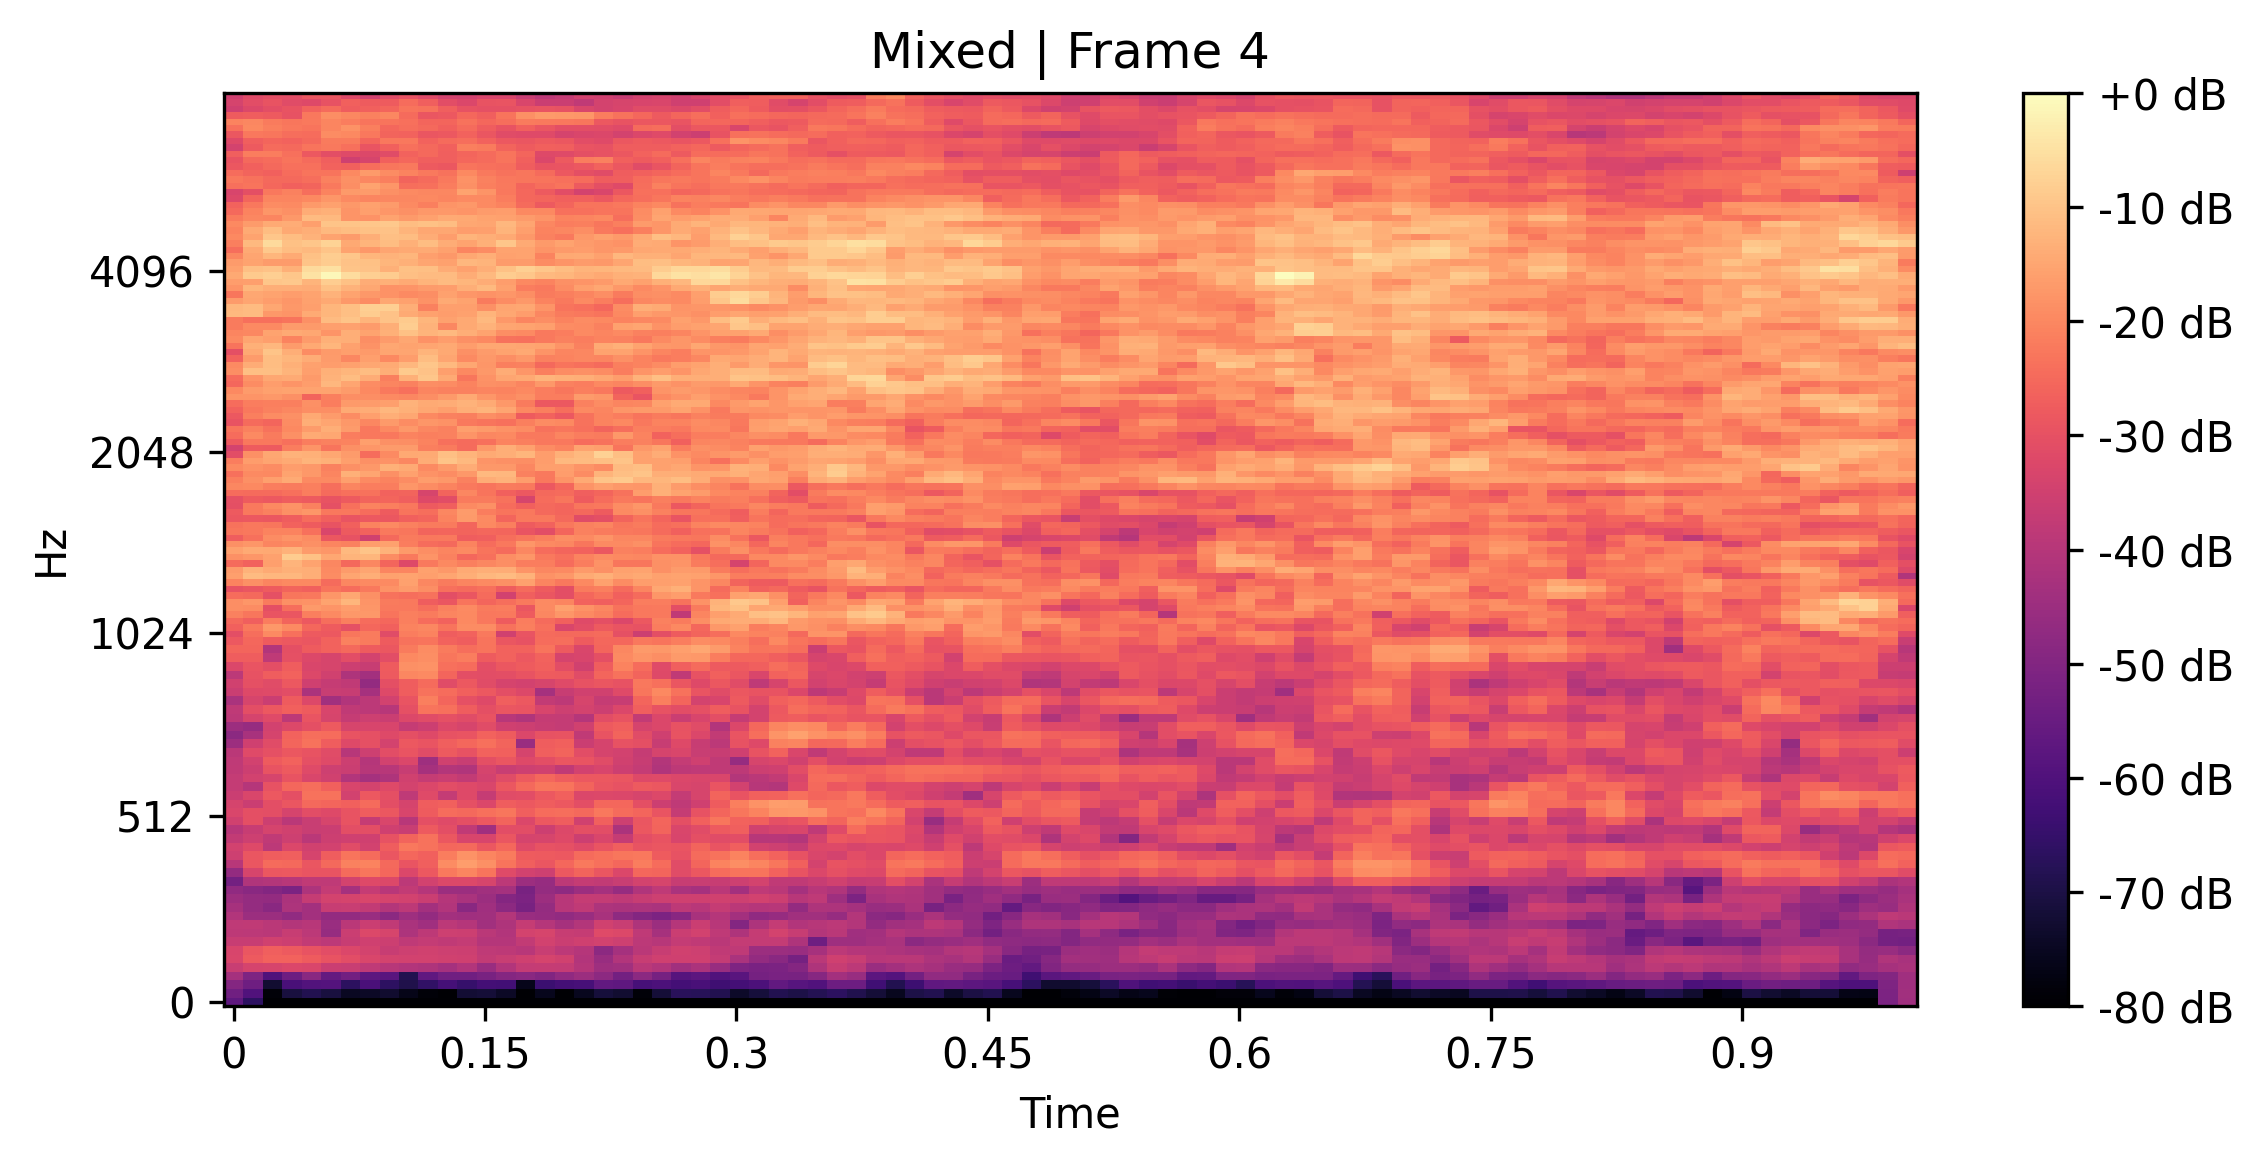 Mixed | Frame 4
+0 dB
-10 dB
-20 dB
-30 dB
-40 dB
-50 dB
-60 dB
-70 dB
-80 dB
4096
2048
1024
512
0
Hz
0 0.15 0.3 0.45 0.6 0.75 0.9
Time